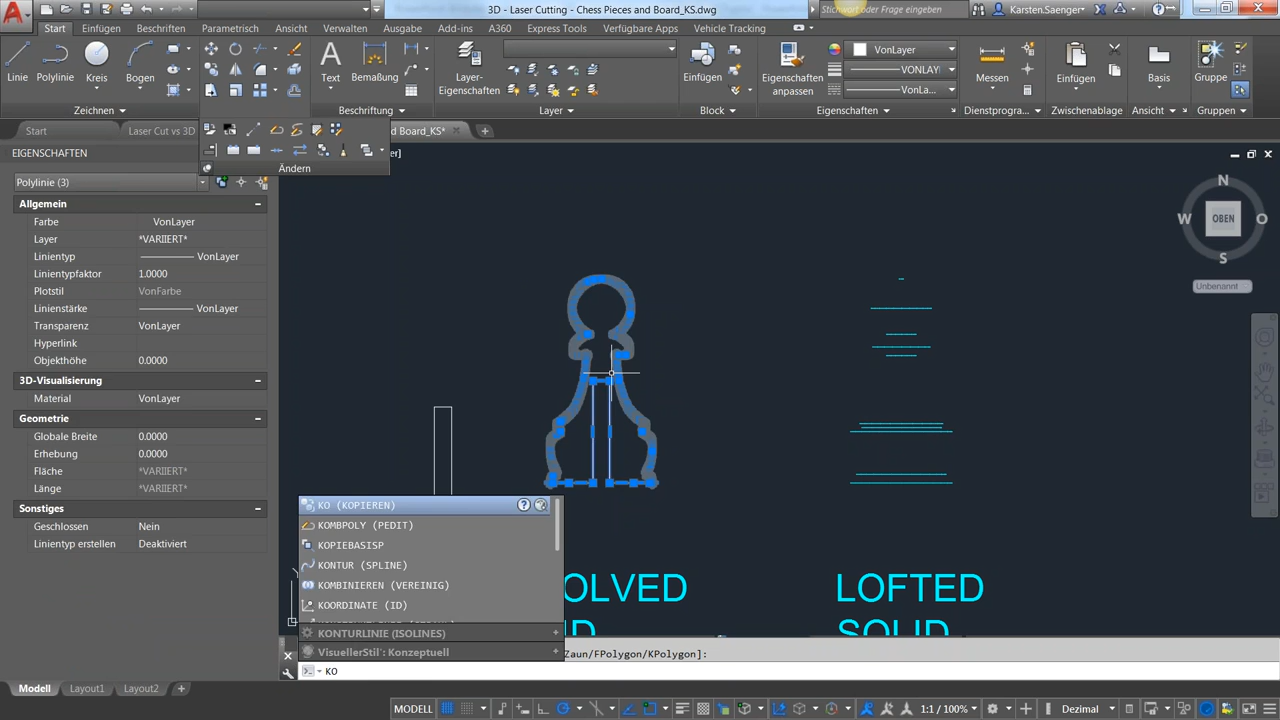 3D - Laser Cutting - Chess Pieces and Board_KS.dwg
Stichwort oder Frage eingeben
Karsten.Saenger
Start
Einfügen
Beschriften
Parametrisch
Ansicht
Verwalten
Ausgabe
Add-ins
A360
Express Tools
Verfügbare Apps
Vehicle Tracking
Linie
Polylinie
Kreis
Bogen
Text
Bemaßung
Layer-
Eigenschaften
Einfügen
Eigenschaften
anpassen
VonLayer
VONLAY
VonLa...
Messen
Einfügen
Basis
Gruppe
Zeichnen
Beschriftung
Layer
Block
Eigenschaften
Dienstprogr...
Zwischenablage
Ansicht
Gruppen
Start
Laser Cut vs 3D
nd Board_KS*
Ändern
EIGENSCHAFTEN
er]
Polylinie (3)
Allgemein
Farbe VonLayer
Layer *VARIIERT*
Linientyp VonLayer
Linientypfaktor 1.0000
Plotstil VonFarbe
Linienstärke VonLayer
Transparenz VonLayer
Hyperlink
Objekthöhe 0.0000
3D-Visualisierung
Material VonLayer
Geometrie
Globale Breite 0.0000
Erhebung 0.0000
Fläche *VARIIERT*
Länge *VARIIERT*
Sonstiges
Geschlossen Nein
Linientyp erstellen Deaktiviert
N
W OBEN O
S
Unbenannt
KO (KOPIEREN)
KOMBPOLY (PEDIT)
KOPIEBASISP
KONTUR (SPLINE)
KOMBINIEREN (VEREINIG)
KOORDINATE (ID)
KONTURLINIE (ISOLINES)
VisuellerStil`: Konzeptuell
OLVED
LOFTED
SOLID
Zaun/FPolygon/KPolygon]:
KO
Modell
Layout1
Layout2
MODELL
1:1 / 100%
Dezimal